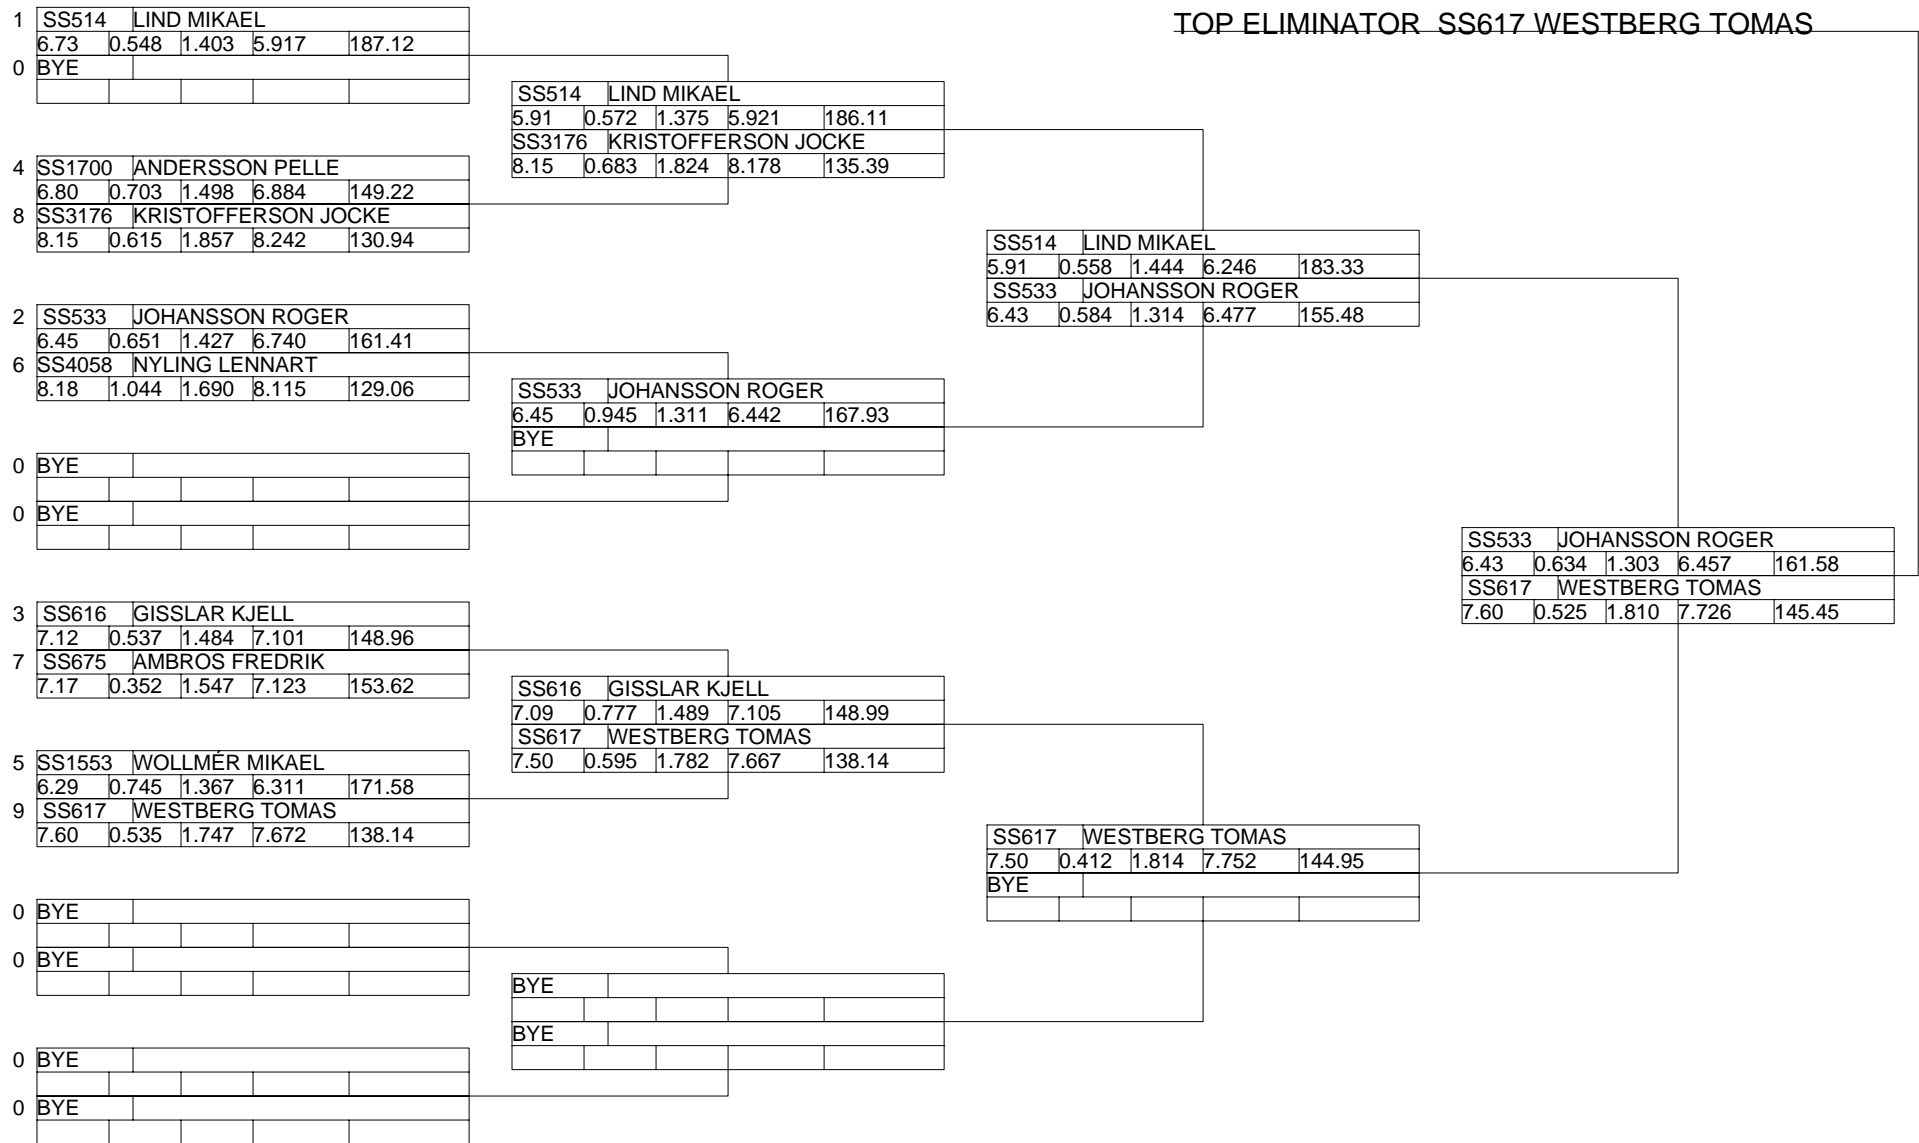 TOP ELIMINATOR SS617 WESTBERG TOMAS
1 SS514 LIND MIKAEL
6.73 0.548 1.403 5.917 187.12
0 BYE
4 SS1700 ANDERSSON PELLE
6.80 0.703 1.498 6.884 149.22
8 SS3176 KRISTOFFERSON JOCKE
8.15 0.615 1.857 8.242 130.94
2 SS533 JOHANSSON ROGER
6.45 0.651 1.427 6.740 161.41
6 SS4058 NYLING LENNART
8.18 1.044 1.690 8.115 129.06
0 BYE
0 BYE
3 SS616 GISSLAR KJELL
7.12 0.537 1.484 7.101 148.96
7 SS675 AMBROS FREDRIK
7.17 0.352 1.547 7.123 153.62
5 SS1553 WOLLMÉR MIKAEL
6.29 0.745 1.367 6.311 171.58
9 SS617 WESTBERG TOMAS
7.60 0.535 1.747 7.672 138.14
0 BYE
0 BYE
0 BYE
0 BYE
SS514 LIND MIKAEL
5.91 0.572 1.375 5.921 186.11
SS3176 KRISTOFFERSON JOCKE
8.15 0.683 1.824 8.178 135.39
SS533 JOHANSSON ROGER
6.45 0.945 1.311 6.442 167.93
BYE
SS616 GISSLAR KJELL
7.09 0.777 1.489 7.105 148.99
SS617 WESTBERG TOMAS
7.50 0.595 1.782 7.667 138.14
BYE
BYE
SS514 LIND MIKAEL
5.91 0.558 1.444 6.246 183.33
SS533 JOHANSSON ROGER
6.43 0.584 1.314 6.477 155.48
SS617 WESTBERG TOMAS
7.50 0.412 1.814 7.752 144.95
BYE
SS533 JOHANSSON ROGER
6.43 0.634 1.303 6.457 161.58
SS617 WESTBERG TOMAS
7.60 0.525 1.810 7.726 145.45